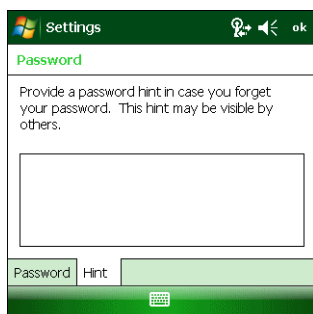 Settings
ok
Password
Provide a password hint in case you forget
your password.  This hint may be visible by
others.
Password
Hint